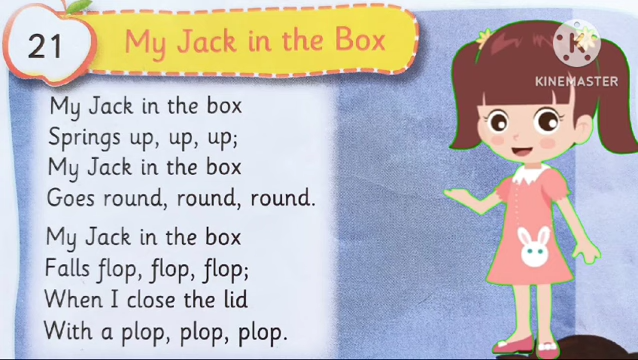 21
My Jack in the Box
KINEMASTER
My Jack in the box
Springs up, up, up;
My Jack in the box
Goes round, round, round.
My Jack in the box
Falls flop, flop, flop;
When I close the lid
With a plop, plop, plop.